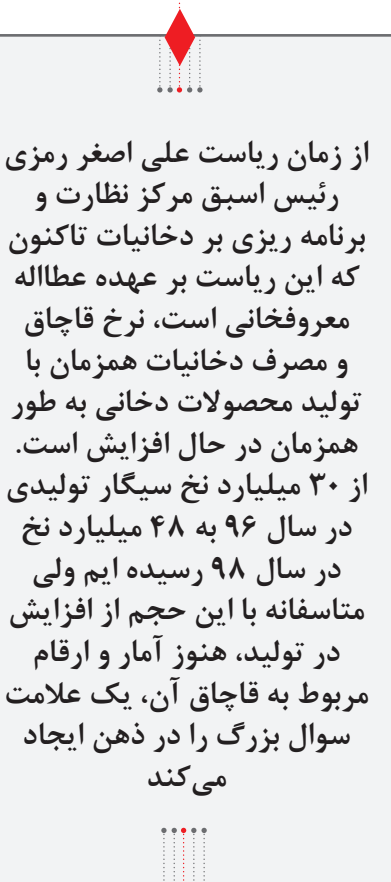 از زمان ریاست علی اصغر رمزی
رئیس اسبق مرکز نظارت و
برنامه ریزی بر دخانیات تاکنون
که این ریاست بر عهده عطااله
معروفخانی است، نرخ قاچاق
و مصرف دخانیات همزمان با
تولید محصولات دخانی به طور
همزمان در حال افزایش است.
از ۳۰ میلیارد نخ سیگار تولیدی
در سال ۹۶ به ۴۸ میلیارد نخ
در سال ۹۸ رسیده ایم ولی
متاسفانه با این حجم از افزایش
در تولید، هنوز آمار و ارقام
مربوط به قاچاق آن، یک علامت
سوال بزرگ را در ذهن ایجاد
می‌کند